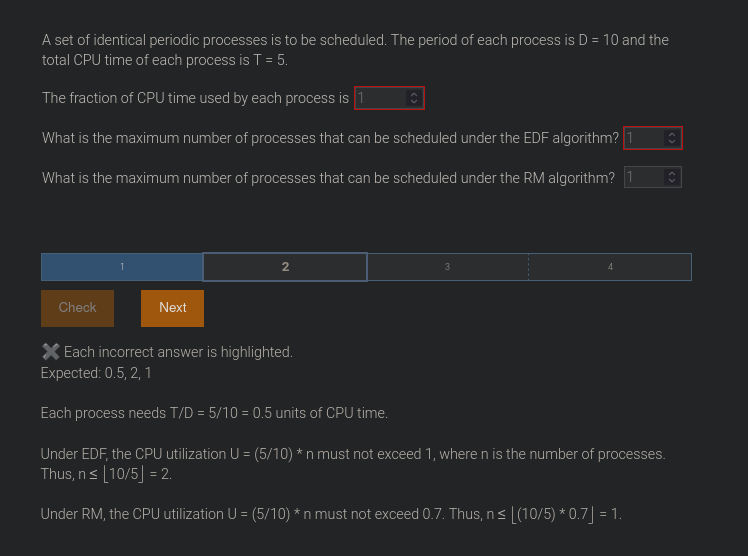 A set of identical periodic processes is to be scheduled. The period of each process is D = 10 and the
total CPU time of each process is T = 5.
The fraction of CPU time used by each process is 1
What is the maximum number of processes that can be scheduled under the EDF algorithm? 1
What is the maximum number of processes that can be scheduled under the RM algorithm? 1
1 2 3 4
Check Next
Each incorrect answer is highlighted.
Expected: 0.5, 2, 1
Each process needs T/D = 5/10 = 0.5 units of CPU time.
Under EDF, the CPU utilization U = (5/10) * n must not exceed 1, where n is the number of processes.
Thus, n ≤ ⌊10/5⌋ = 2.
Under RM, the CPU utilization U = (5/10) * n must not exceed 0.7. Thus, n ≤ ⌊(10/5) * 0.7⌋ = 1.